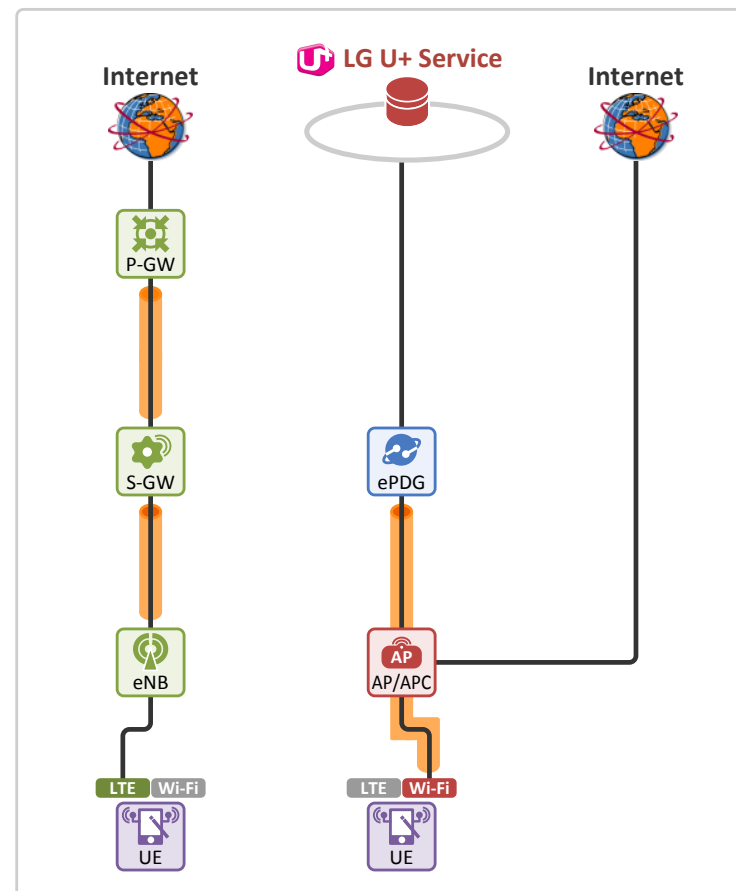 Internet
U+ LG U+ Service
Internet
P-GW
S-GW
ePDG
eNB
AP
AP/APC
LTE Wi-Fi
LTE Wi-Fi
UE
UE